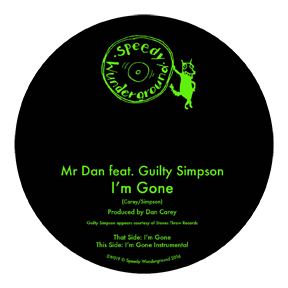 Speedy
Wunderground
Mr Dan feat. Guilty Simpson
I'm Gone
(Carey/Simpson)
Produced by Dan Carey
Guilty Simpson appears courtesy of Stones Throw Records
That Side: I'm Gone
This Side: I'm Gone Instrumental
SW019 © Speedy Wunderground 2016